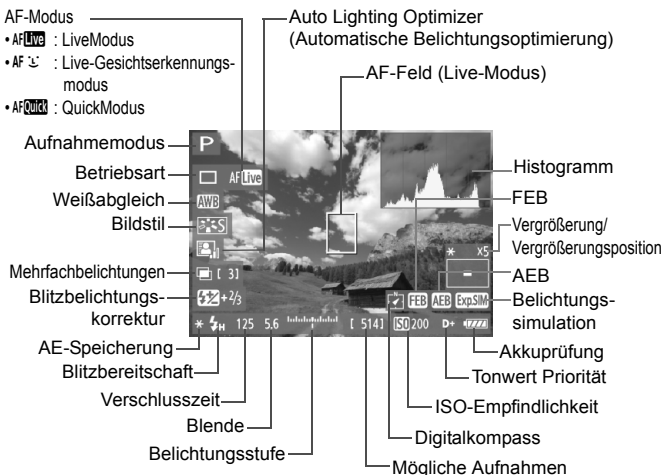 AF-Modus
• AF Live : LiveModus
• AF : Live-Gesichtserkennungs-
modus
• AF Quick : QuickModus
Auto Lighting Optimizer
(Automatische Belichtungsoptimierung)
AF-Feld (Live-Modus)
Aufnahmemodus
Betriebsart
Weißabgleich
Bildstil
Mehrfachbelichtungen
Blitzbelichtungs-
korrektur
AE-Speicherung
Blitzbereitschaft
Verschlusszeit
Blende
Belichtungsstufe
P
AF Live
AWB
S
[ 3]
+2/3
* H 125 5.6 [ 514] ISO 200 D+
* x5
FEB AEB Exp.SIM
Histogramm
FEB
Vergrößerung/
Vergrößerungsposition
AEB
Belichtungs-
simulation
Akkuprüfung
Tonwert Priorität
ISO-Empfindlichkeit
Digitalkompass
Mögliche Aufnahmen